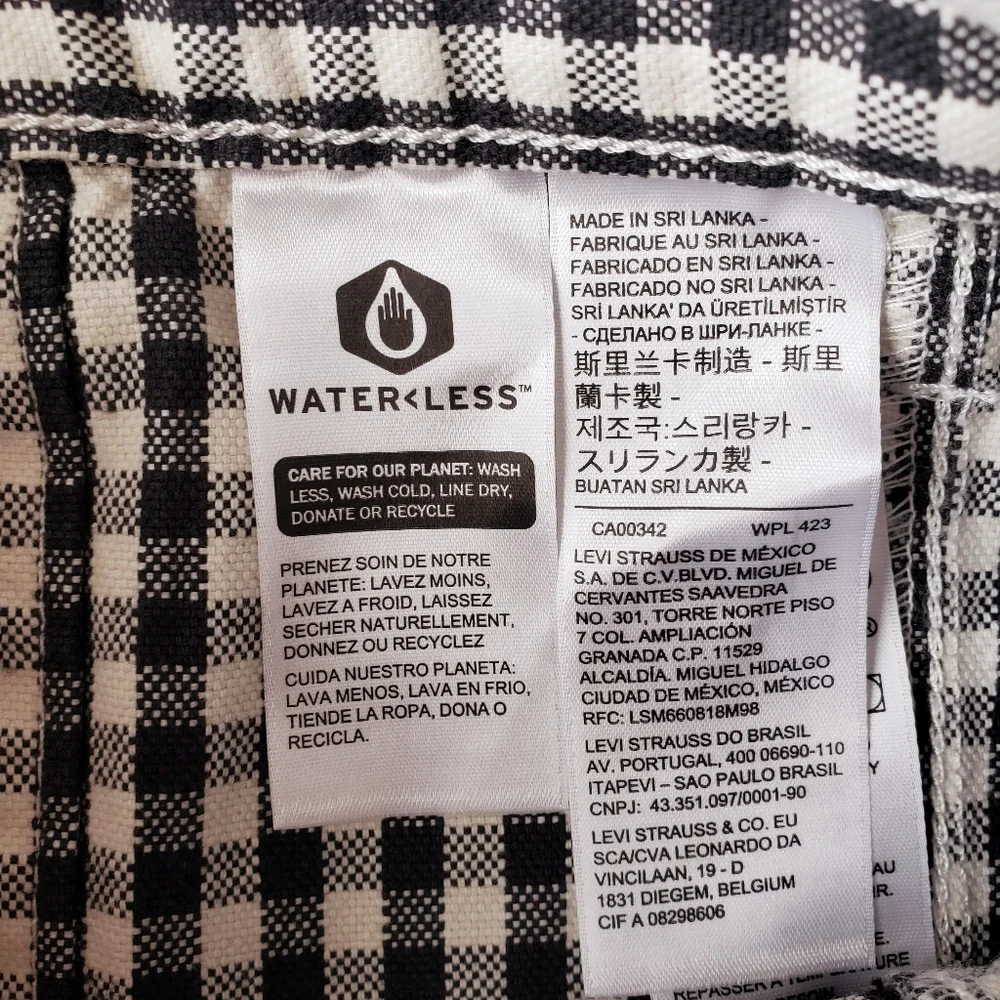 WATER<LESS™
CARE FOR OUR PLANET: WASH
LESS, WASH COLD, LINE DRY,
DONATE OR RECYCLE
PRENEZ SOIN DE NOTRE
PLANETE: LAVEZ MOINS,
LAVEZ A FROID, LAISSEZ
SECHER NATURELLEMENT,
DONNEZ OU RECYCLEZ
CUIDA NUESTRO PLANETA:
LAVA MENOS, LAVA EN FRIO,
TIENDE LA ROPA, DONA O
RECICLA.
MADE IN SRI LANKA -
FABRIQUE AU SRI LANKA -
FABRICADO EN SRI LANKA -
FABRICADO NO SRI LANKA -
SRİ LANKA' DA ÜRETİLMİŞTİR
- СДЕЛАНО В ШРИ-ЛАНКЕ -
斯里兰卡制造 - 斯里
蘭卡製 -
제조국:스리랑카 -
スリランカ製 -
BUATAN SRI LANKA
CA00342 WPL 423
LEVI STRAUSS DE MÉXICO
S.A. DE C.V.BLVD. MIGUEL DE
CERVANTES SAAVEDRA
NO. 301, TORRE NORTE PISO
7 COL. AMPLIACIÓN
GRANADA C.P. 11529
ALCALDÍA. MIGUEL HIDALGO
CIUDAD DE MÉXICO, MÉXICO
RFC: LSM660818M98
LEVI STRAUSS DO BRASIL
AV. PORTUGAL, 400 06690-110
ITAPEVI – SAO PAULO BRASIL
CNPJ: 43.351.097/0001-90
LEVI STRAUSS & CO. EU
SCA/CVA LEONARDO DA
VINCILAAN, 19 - D
1831 DIEGEM, BELGIUM
CIF A 08298606
®
Y
AU
IR.
E.
REPASSER A TEMPERATURE